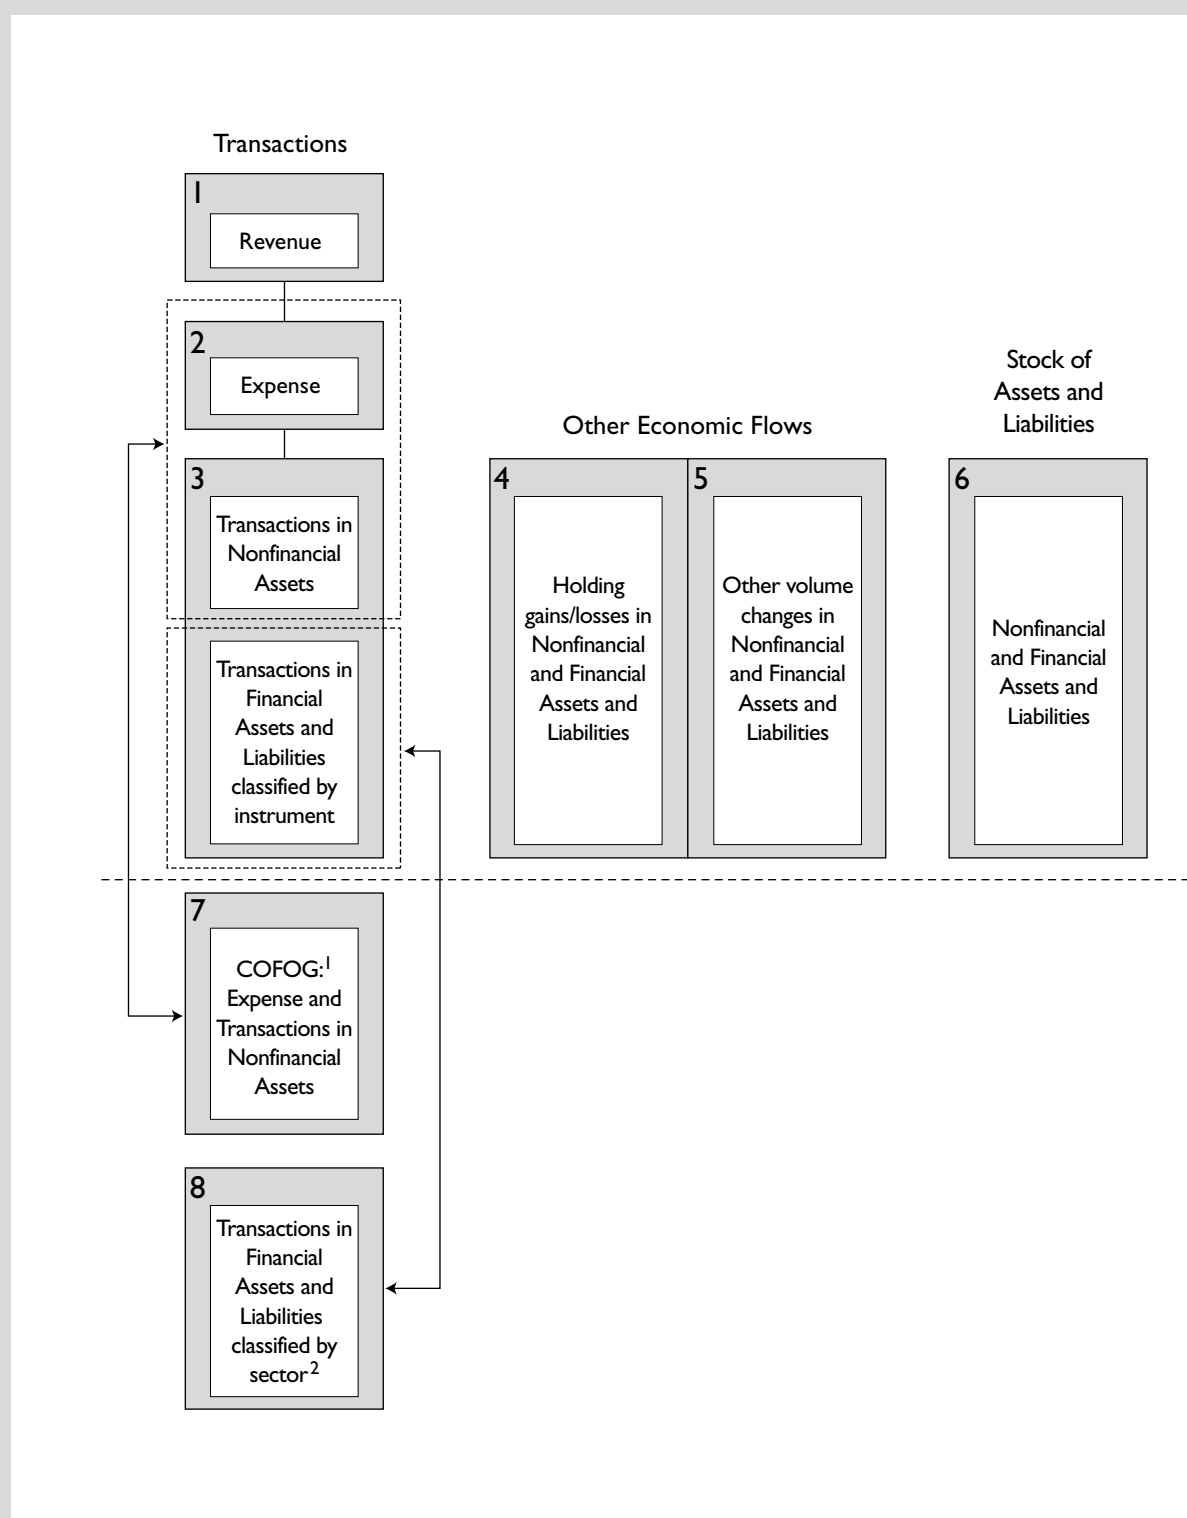 Transactions
1
Revenue
2
Expense
3
Transactions in
Nonfinancial
Assets
Transactions in
Financial
Assets and
Liabilities
classified by
instrument
Other Economic Flows
4
Holding
gains/losses in
Nonfinancial
and Financial
Assets and
Liabilities
5
Other volume
changes in
Nonfinancial
and Financial
Assets and
Liabilities
Stock of
Assets and
Liabilities
6
Nonfinancial
and Financial
Assets and
Liabilities
7
COFOG:1
Expense and
Transactions in
Nonfinancial
Assets
8
Transactions in
Financial
Assets and
Liabilities
classified by
sector2